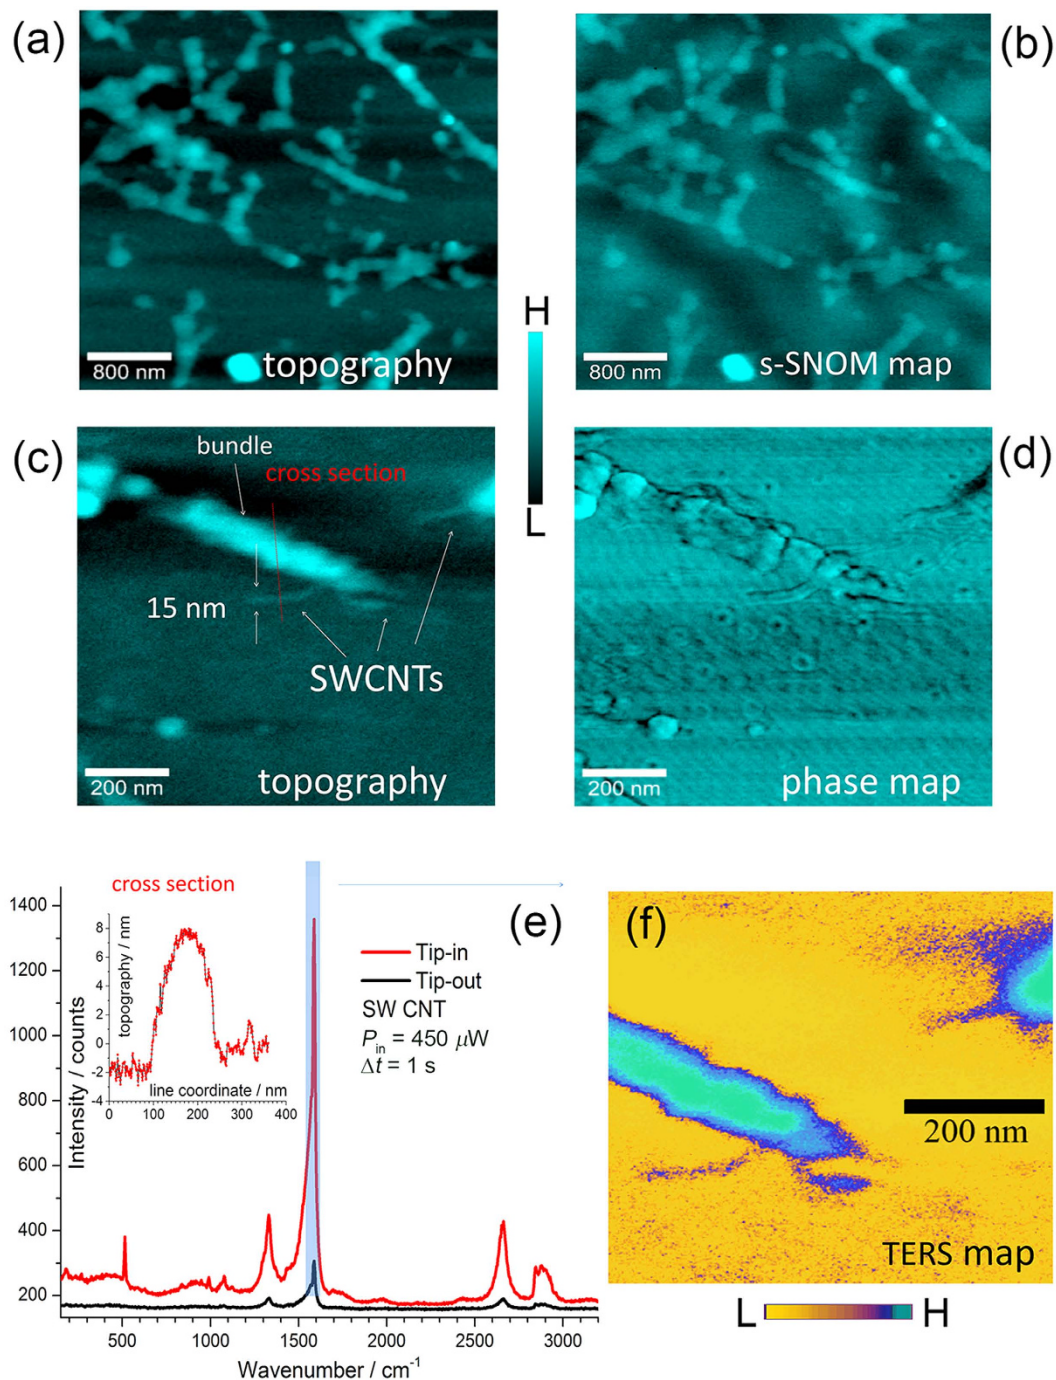 (a)
(b)
800 nm
topography
800 nm
s-SNOM map
H
L
(c)
bundle
cross section
15 nm
SWCNTs
200 nm
topography
(d)
200 nm
phase map
cross section
(e)
Tip-in
Tip-out
SW CNT
P_in = 450 μW
Δt = 1 s
topography / nm
8
6
4
2
0
-2
-4
0
100
200
300
400
line coordinate / nm
Intensity / counts
1400
1200
1000
800
600
400
200
500
1000
1500
2000
2500
3000
Wavenumber / cm⁻¹
(f)
200 nm
TERS map
L
H